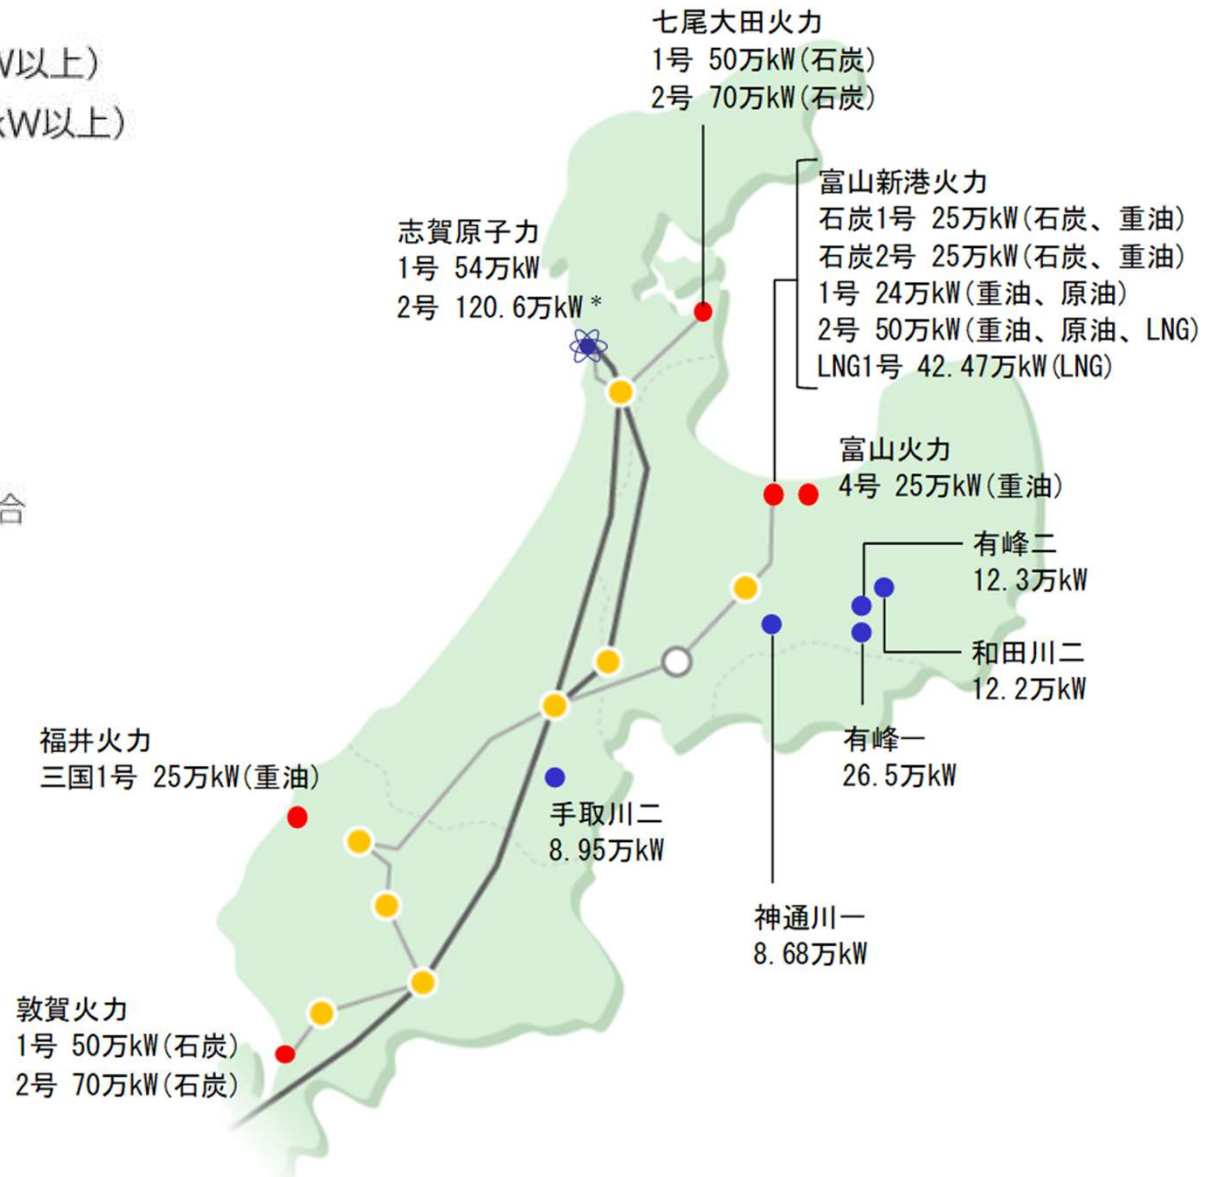 W以上)
kW以上)
合
七尾大田火力
1号 50万kW(石炭)
2号 70万kW(石炭)
富山新港火力
石炭1号 25万kW(石炭、重油)
石炭2号 25万kW(石炭、重油)
1号 24万kW(重油、原油)
2号 50万kW(重油、原油、LNG)
LNG1号 42.47万kW(LNG)
志賀原子力
1号 54万kW
2号 120.6万kW*
富山火力
4号 25万kW(重油)
有峰二
12.3万kW
和田川二
12.2万kW
有峰一
26.5万kW
福井火力
三国1号 25万kW(重油)
手取川二
8.95万kW
神通川一
8.68万kW
敦賀火力
1号 50万kW(石炭)
2号 70万kW(石炭)